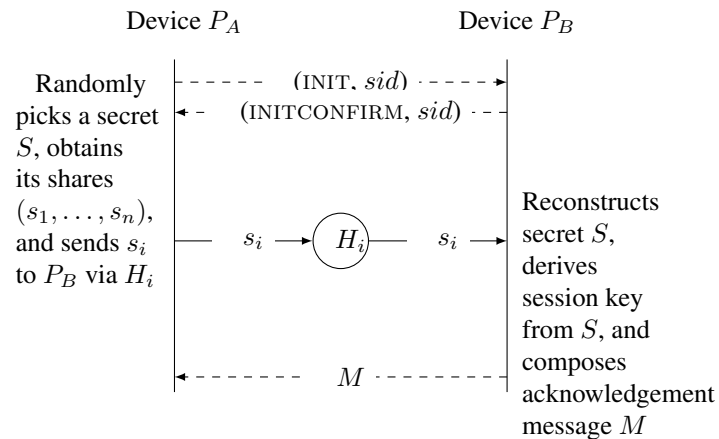 Device P_A
Device P_B
(INIT, sid)
(INITCONFIRM, sid)
Randomly
picks a secret
S, obtains
its shares
(s_1, . . . , s_n),
and sends s_i
to P_B via H_i
s_i
H_i
s_i
Reconstructs
secret S,
derives
session key
from S, and
composes
acknowledgement
message M
M